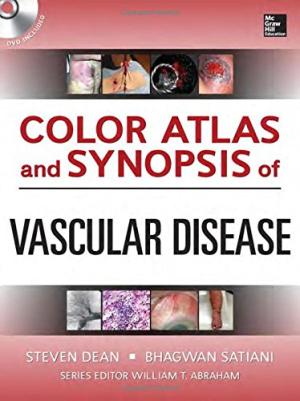 DVD INCLUDED
Mc
Graw
Hill
Education
COLOR ATLAS
and SYNOPSIS of
VASCULAR DISEASE
STEVEN DEAN ■ BHAGWAN SATIANI
SERIES EDITOR WILLIAM T. ABRAHAM